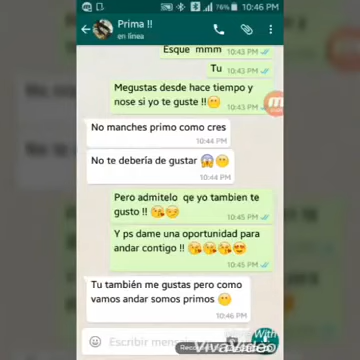 76% 10:46 PM
Prima !!
en línea
Esque mmm 10:43 PM
Tu
10:43 PM
Megustas desde hace tiempo y
nose si yo te guste !!
10:43 PM
No manches primo como cres
10:44 PM
No te debería de gustar
10:44 PM
Pero admitelo qe yo tambien te
gusto !!
10:45 PM
Y ps dame una oportunidad para
andar contigo !!
10:45 PM
Tu también me gustas pero como
vamos andar somos primos
10:46 PM
Escribir mens
With
VivaVideo